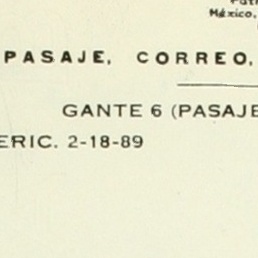 México,
PASAJE, CORREO,
GANTE 6 (PASAJE
ERIC. 2-18-89